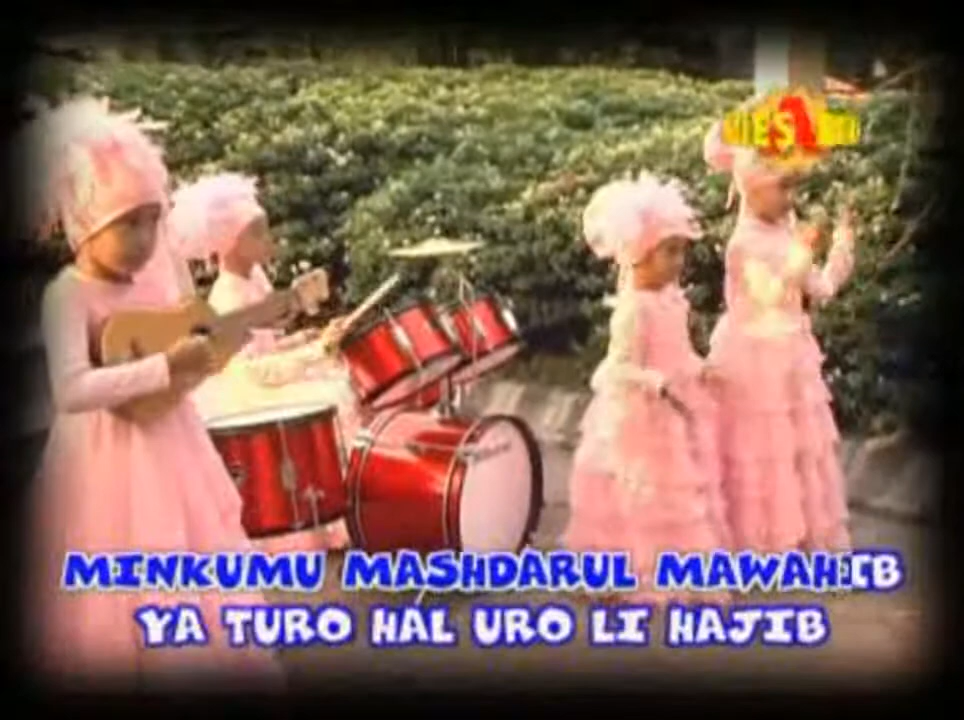 MINKUMU MASHDARUL MAWAHIB
YA TURO HAL URO LI HAJIB